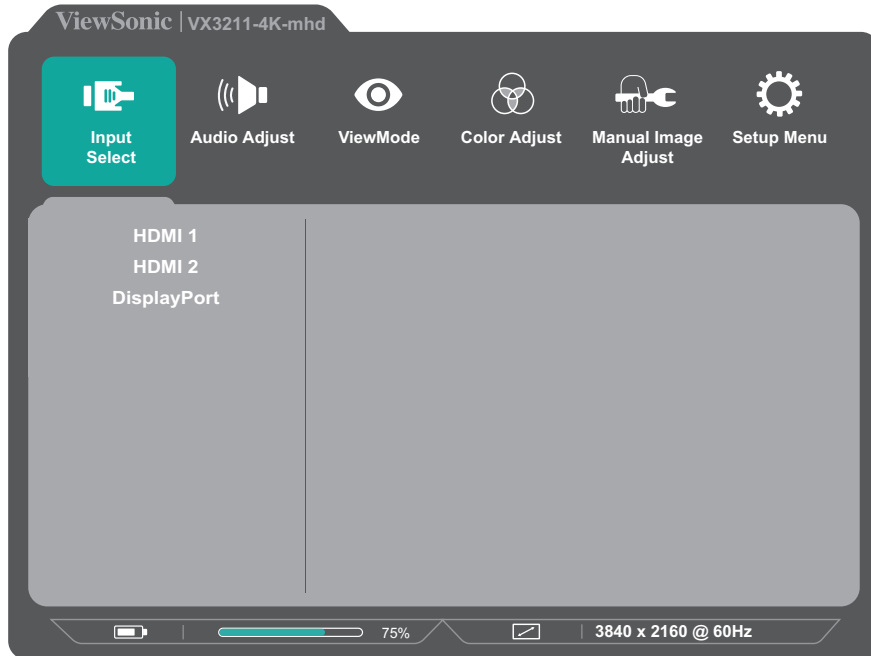 ViewSonic | VX3211-4K-mhd
Input
Select
Audio Adjust
ViewMode
Color Adjust
Manual Image
Adjust
Setup Menu
HDMI 1
HDMI 2
DisplayPort
75%
3840 x 2160 @ 60Hz